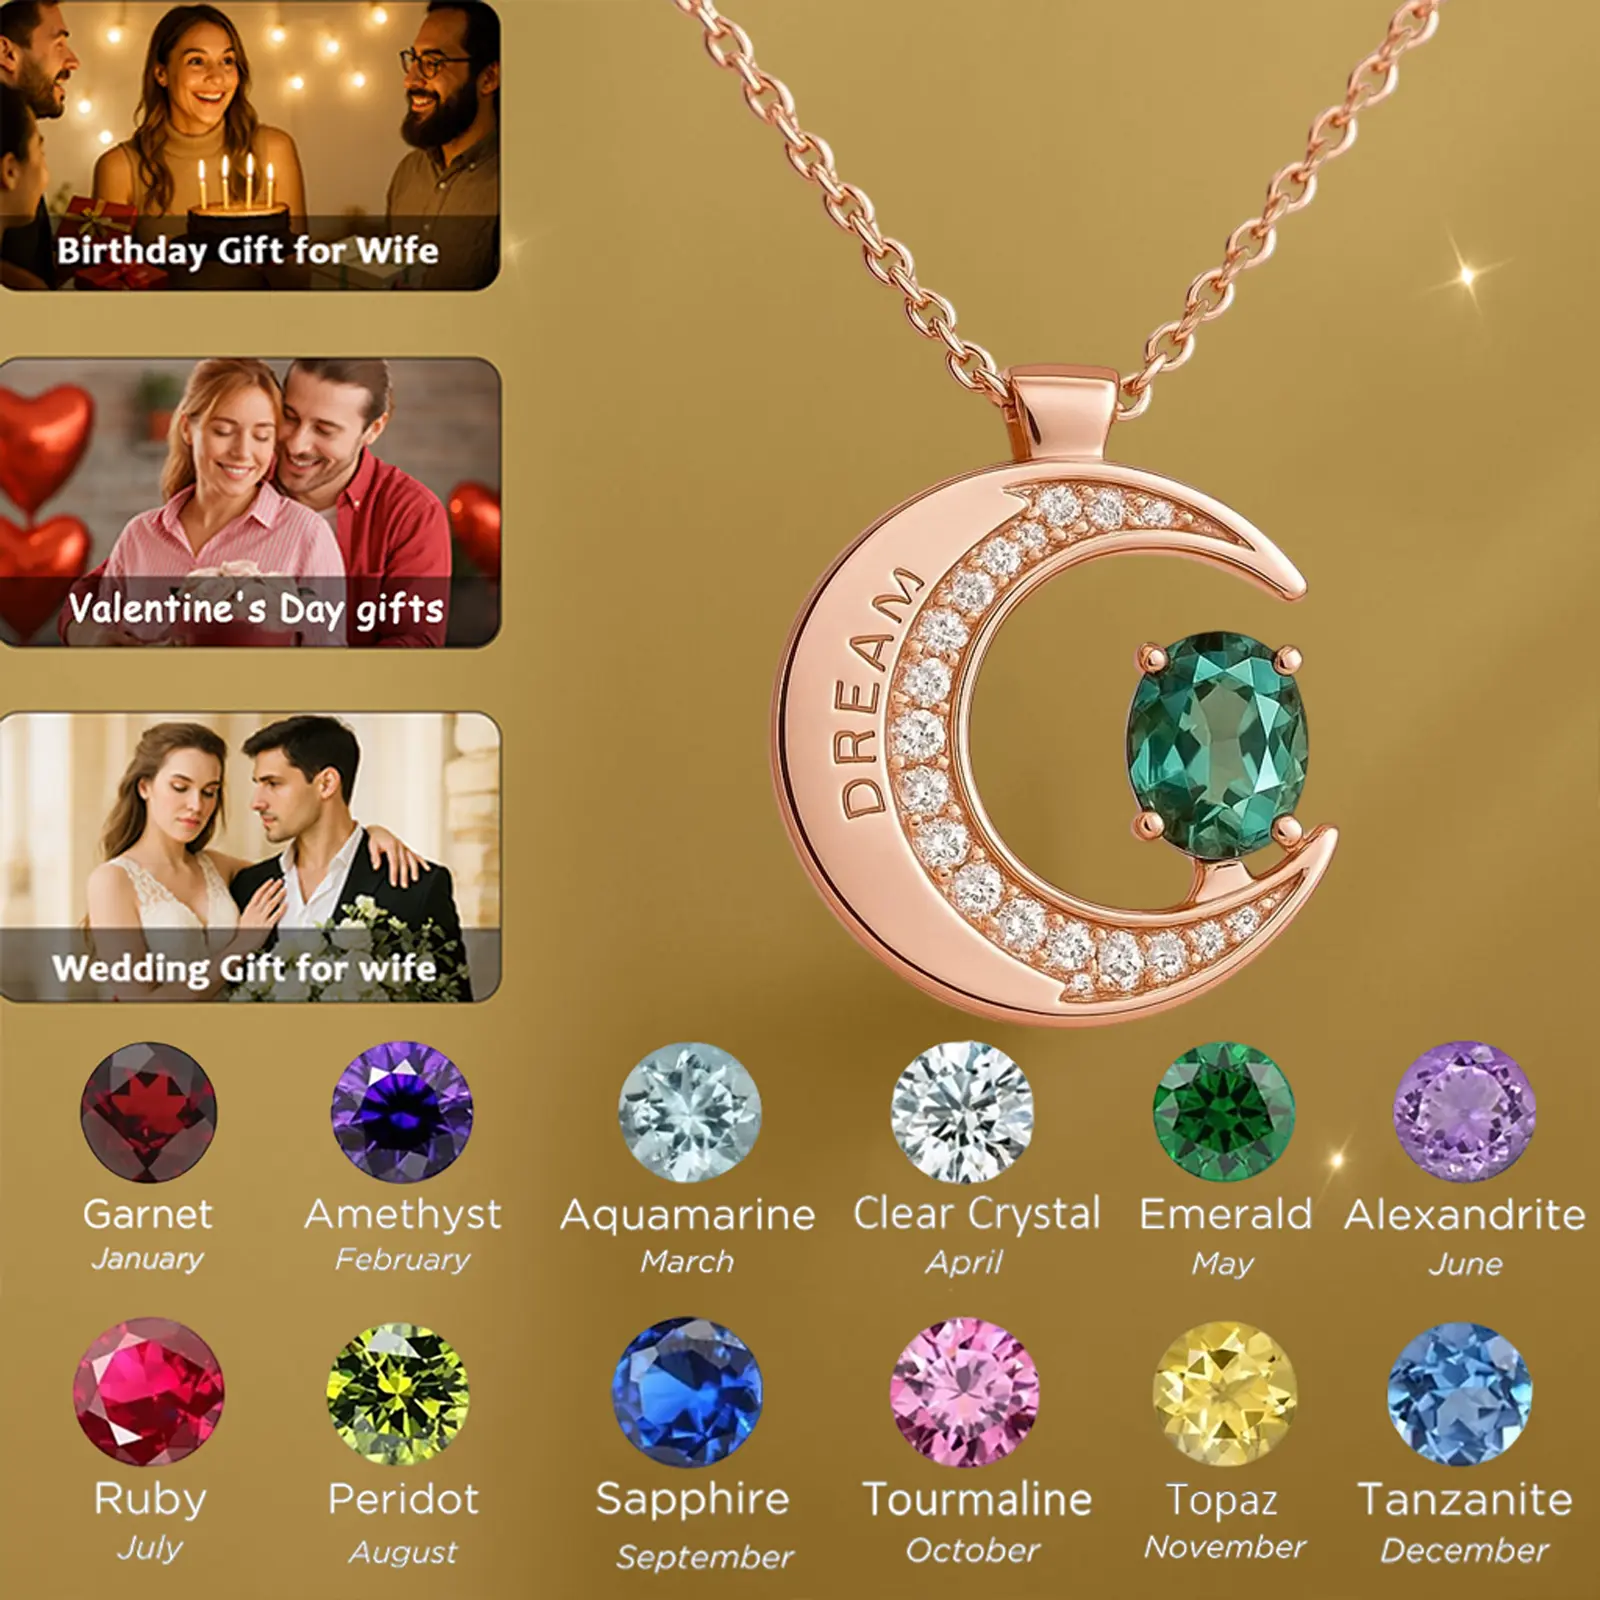 Birthday Gift for Wife
Valentine's Day gifts
Wedding Gift for wife
DREAM
Garnet
January
Amethyst
February
Aquamarine
March
Clear Crystal
April
Emerald
May
Alexandrite
June
Ruby
July
Peridot
August
Sapphire
September
Tourmaline
October
Topaz
November
Tanzanite
December